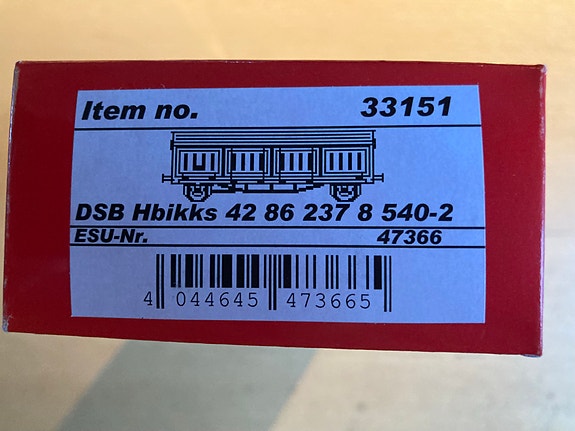 Item no. 33151
DSB Hbikks 42 86 237 8 540-2
ESU-Nr. 47366
4 044645 473665